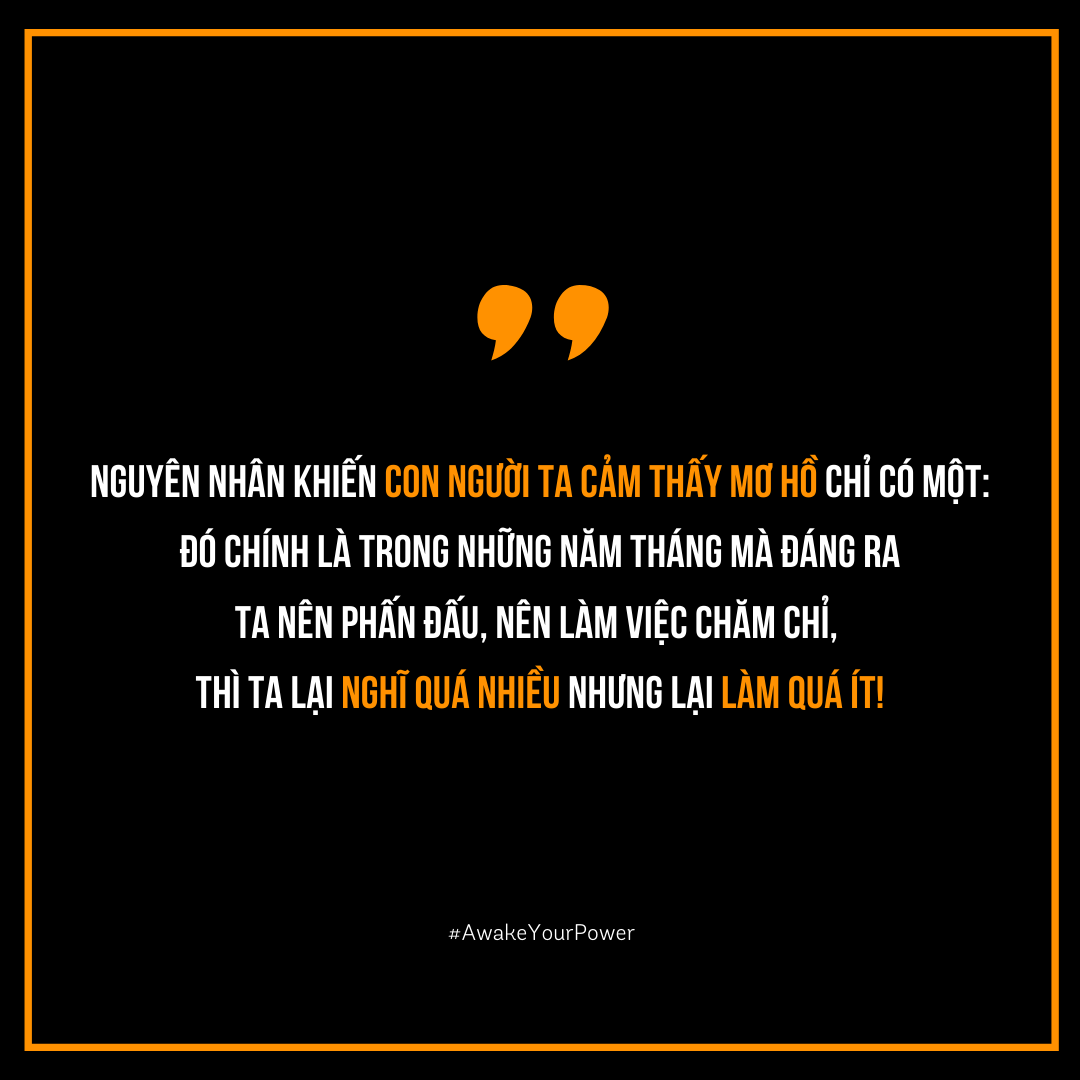 NGUYÊN NHÂN KHIẾN CON NGƯỜI TA CẢM THẤY MƠ HỒ CHỈ CÓ MỘT:
ĐÓ CHÍNH LÀ TRONG NHỮNG NĂM THÁNG MÀ ĐÁNG RA
TA NÊN PHẤN ĐẤU, NÊN LÀM VIỆC CHĂM CHỈ,
THÌ TA LẠI NGHĨ QUÁ NHIỀU NHƯNG LẠI LÀM QUÁ ÍT!
#AwakeYourPower